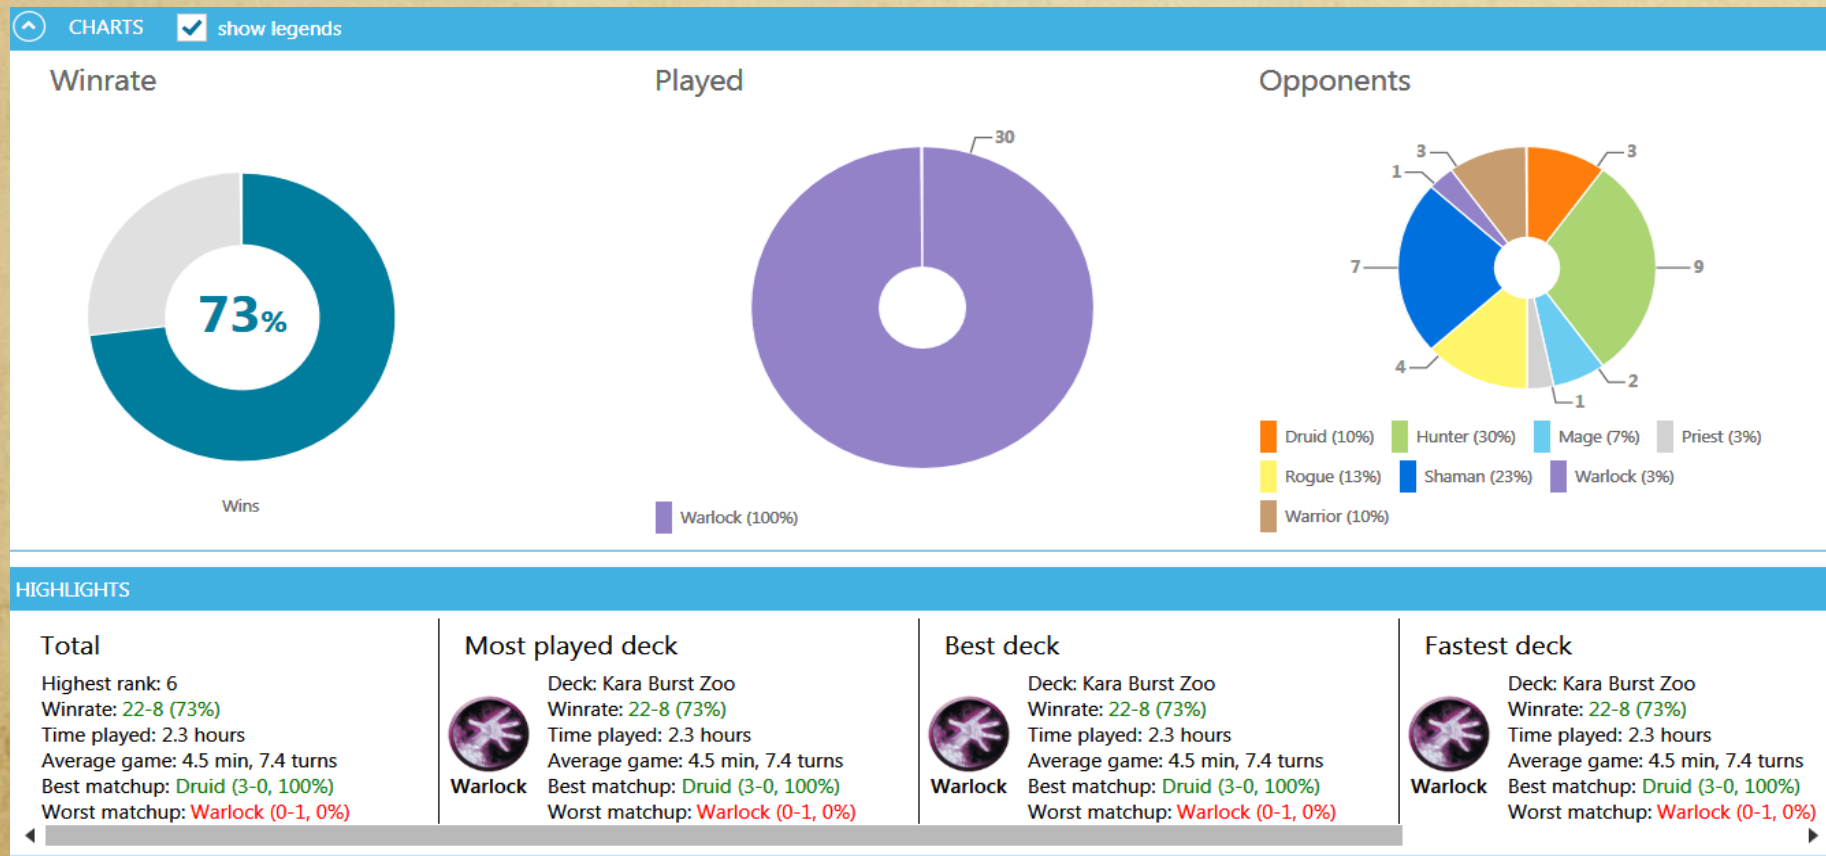 CHARTS
show legends
Winrate
73%
Wins
Played
30
Warlock (100%)
Opponents
3
3
1
9
7
4
2
1
Druid (10%) Hunter (30%) Mage (7%) Priest (3%)
Rogue (13%) Shaman (23%) Warlock (3%)
Warrior (10%)
HIGHLIGHTS
Total
Highest rank: 6
Winrate: 22-8 (73%)
Time played: 2.3 hours
Average game: 4.5 min, 7.4 turns
Best matchup: Druid (3-0, 100%)
Worst matchup: Warlock (0-1, 0%)
Most played deck
Warlock
Deck: Kara Burst Zoo
Winrate: 22-8 (73%)
Time played: 2.3 hours
Average game: 4.5 min, 7.4 turns
Best matchup: Druid (3-0, 100%)
Worst matchup: Warlock (0-1, 0%)
Best deck
Warlock
Deck: Kara Burst Zoo
Winrate: 22-8 (73%)
Time played: 2.3 hours
Average game: 4.5 min, 7.4 turns
Best matchup: Druid (3-0, 100%)
Worst matchup: Warlock (0-1, 0%)
Fastest deck
Warlock
Deck: Kara Burst Zoo
Winrate: 22-8 (73%)
Time played: 2.3 hours
Average game: 4.5 min, 7.4 turns
Best matchup: Druid (3-0, 100%)
Worst matchup: Warlock (0-1, 0%)